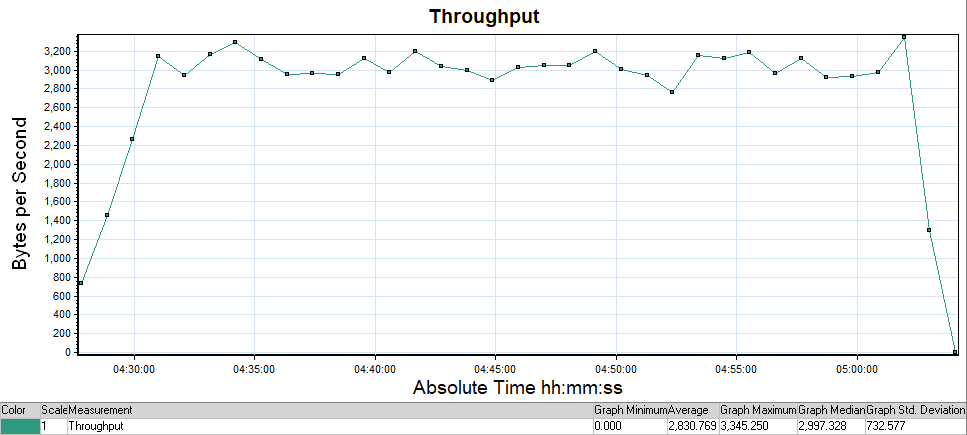 Throughput
Bytes per Second
3,200
3,000
2,800
2,600
2,400
2,200
2,000
1,800
1,600
1,400
1,200
1,000
800
600
400
200
0
04:30:00 04:35:00 04:40:00 04:45:00 04:50:00 04:55:00 05:00:00
Absolute Time hh:mm:ss
Color Scale Measurement Graph Minimum Average Graph Maximum Graph Median Graph Std. Deviation
1 Throughput 0.000 2,830.769 3,345.250 2,997.328 732.577